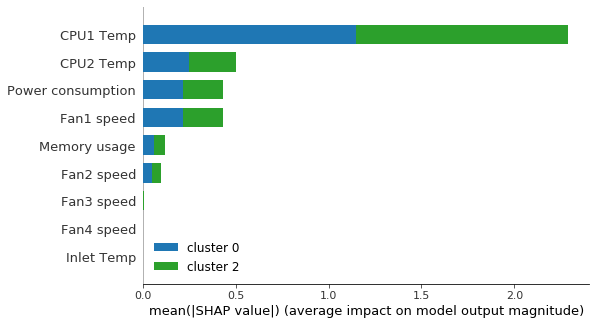 CPU1 Temp
CPU2 Temp
Power consumption
Fan1 speed
Memory usage
Fan2 speed
Fan3 speed
Fan4 speed
Inlet Temp
cluster 0
cluster 2
0.0 0.5 1.0 1.5 2.0
mean(|SHAP value|) (average impact on model output magnitude)